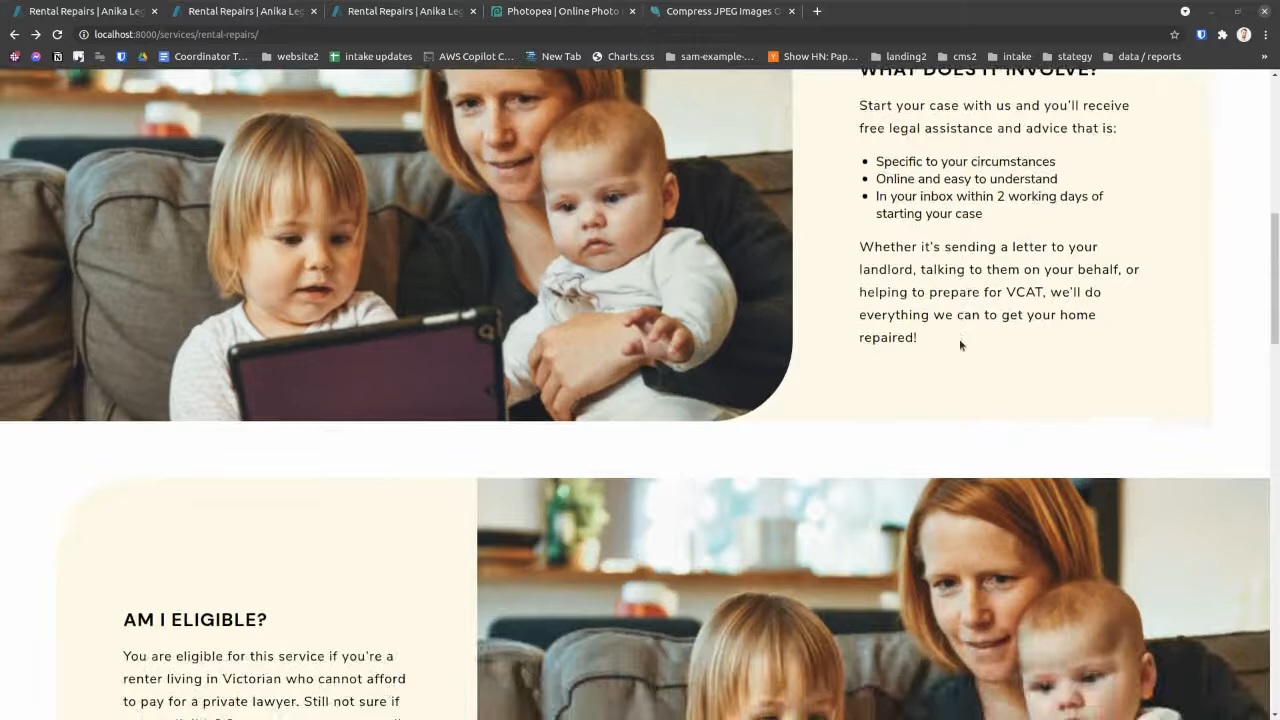 Rental Repairs | Anika Leg
Rental Repairs | Anika Leg
Rental Repairs | Anika Leg
Photopea | Online Photo
Compress JPEG Images O
localhost:8000/services/rental-repairs/
Coordinator T...
website2
intake updates
AWS Copilot C...
New Tab
Charts.css
sam-example-...
Show HN: Pap...
landing2
cms2
intake
stategy
data / reports
WHAT DOES IT INVOLVE?
Start your case with us and you'll receive
free legal assistance and advice that is:
Specific to your circumstances
Online and easy to understand
In your inbox within 2 working days of
starting your case
Whether it's sending a letter to your
landlord, talking to them on your behalf, or
helping to prepare for VCAT, we'll do
everything we can to get your home
repaired!
AM I ELIGIBLE?
You are eligible for this service if you're a
renter living in Victorian who cannot afford
to pay for a private lawyer. Still not sure if